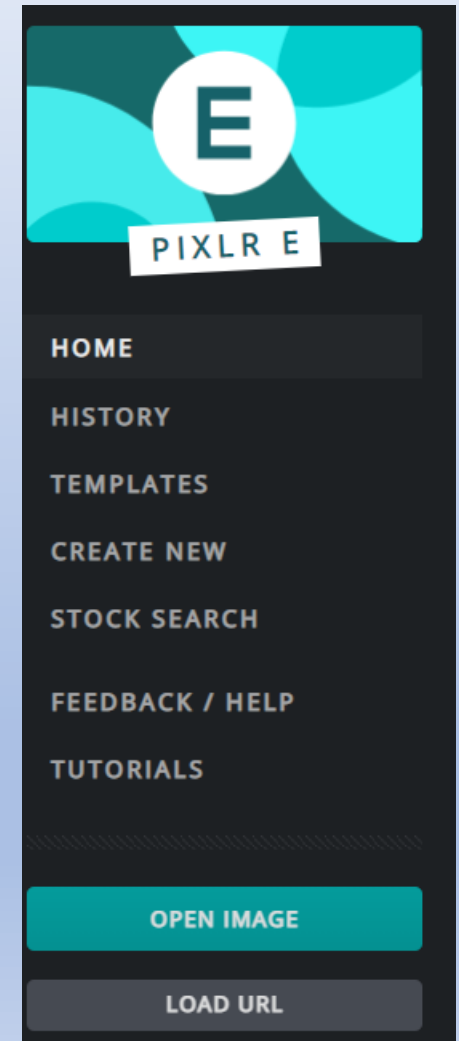 E
PIXLR E
HOME
HISTORY
TEMPLATES
CREATE NEW
STOCK SEARCH
FEEDBACK / HELP
TUTORIALS
OPEN IMAGE
LOAD URL